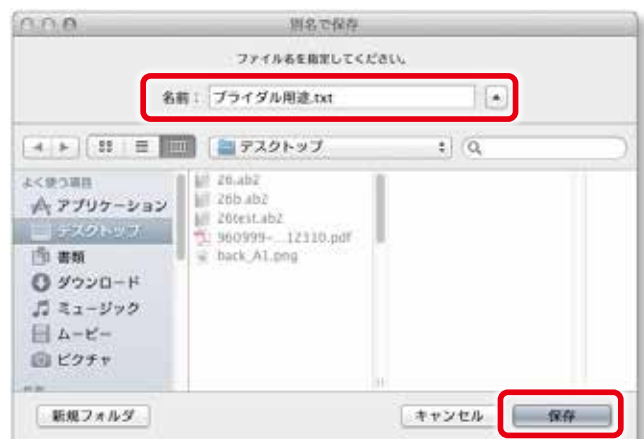 別名で保存
ファイル名を指定してください。
名前： ブライダル用途.txt
デスクトップ
よく使う項目
アプリケーション
デスクトップ
書類
ダウンロード
ミュージック
ムービー
ピクチャ
26.ab2
26b.ab2
26test.ab2
960999-...12310.pdf
back_A1.png
新規フォルダ
キャンセル
保存